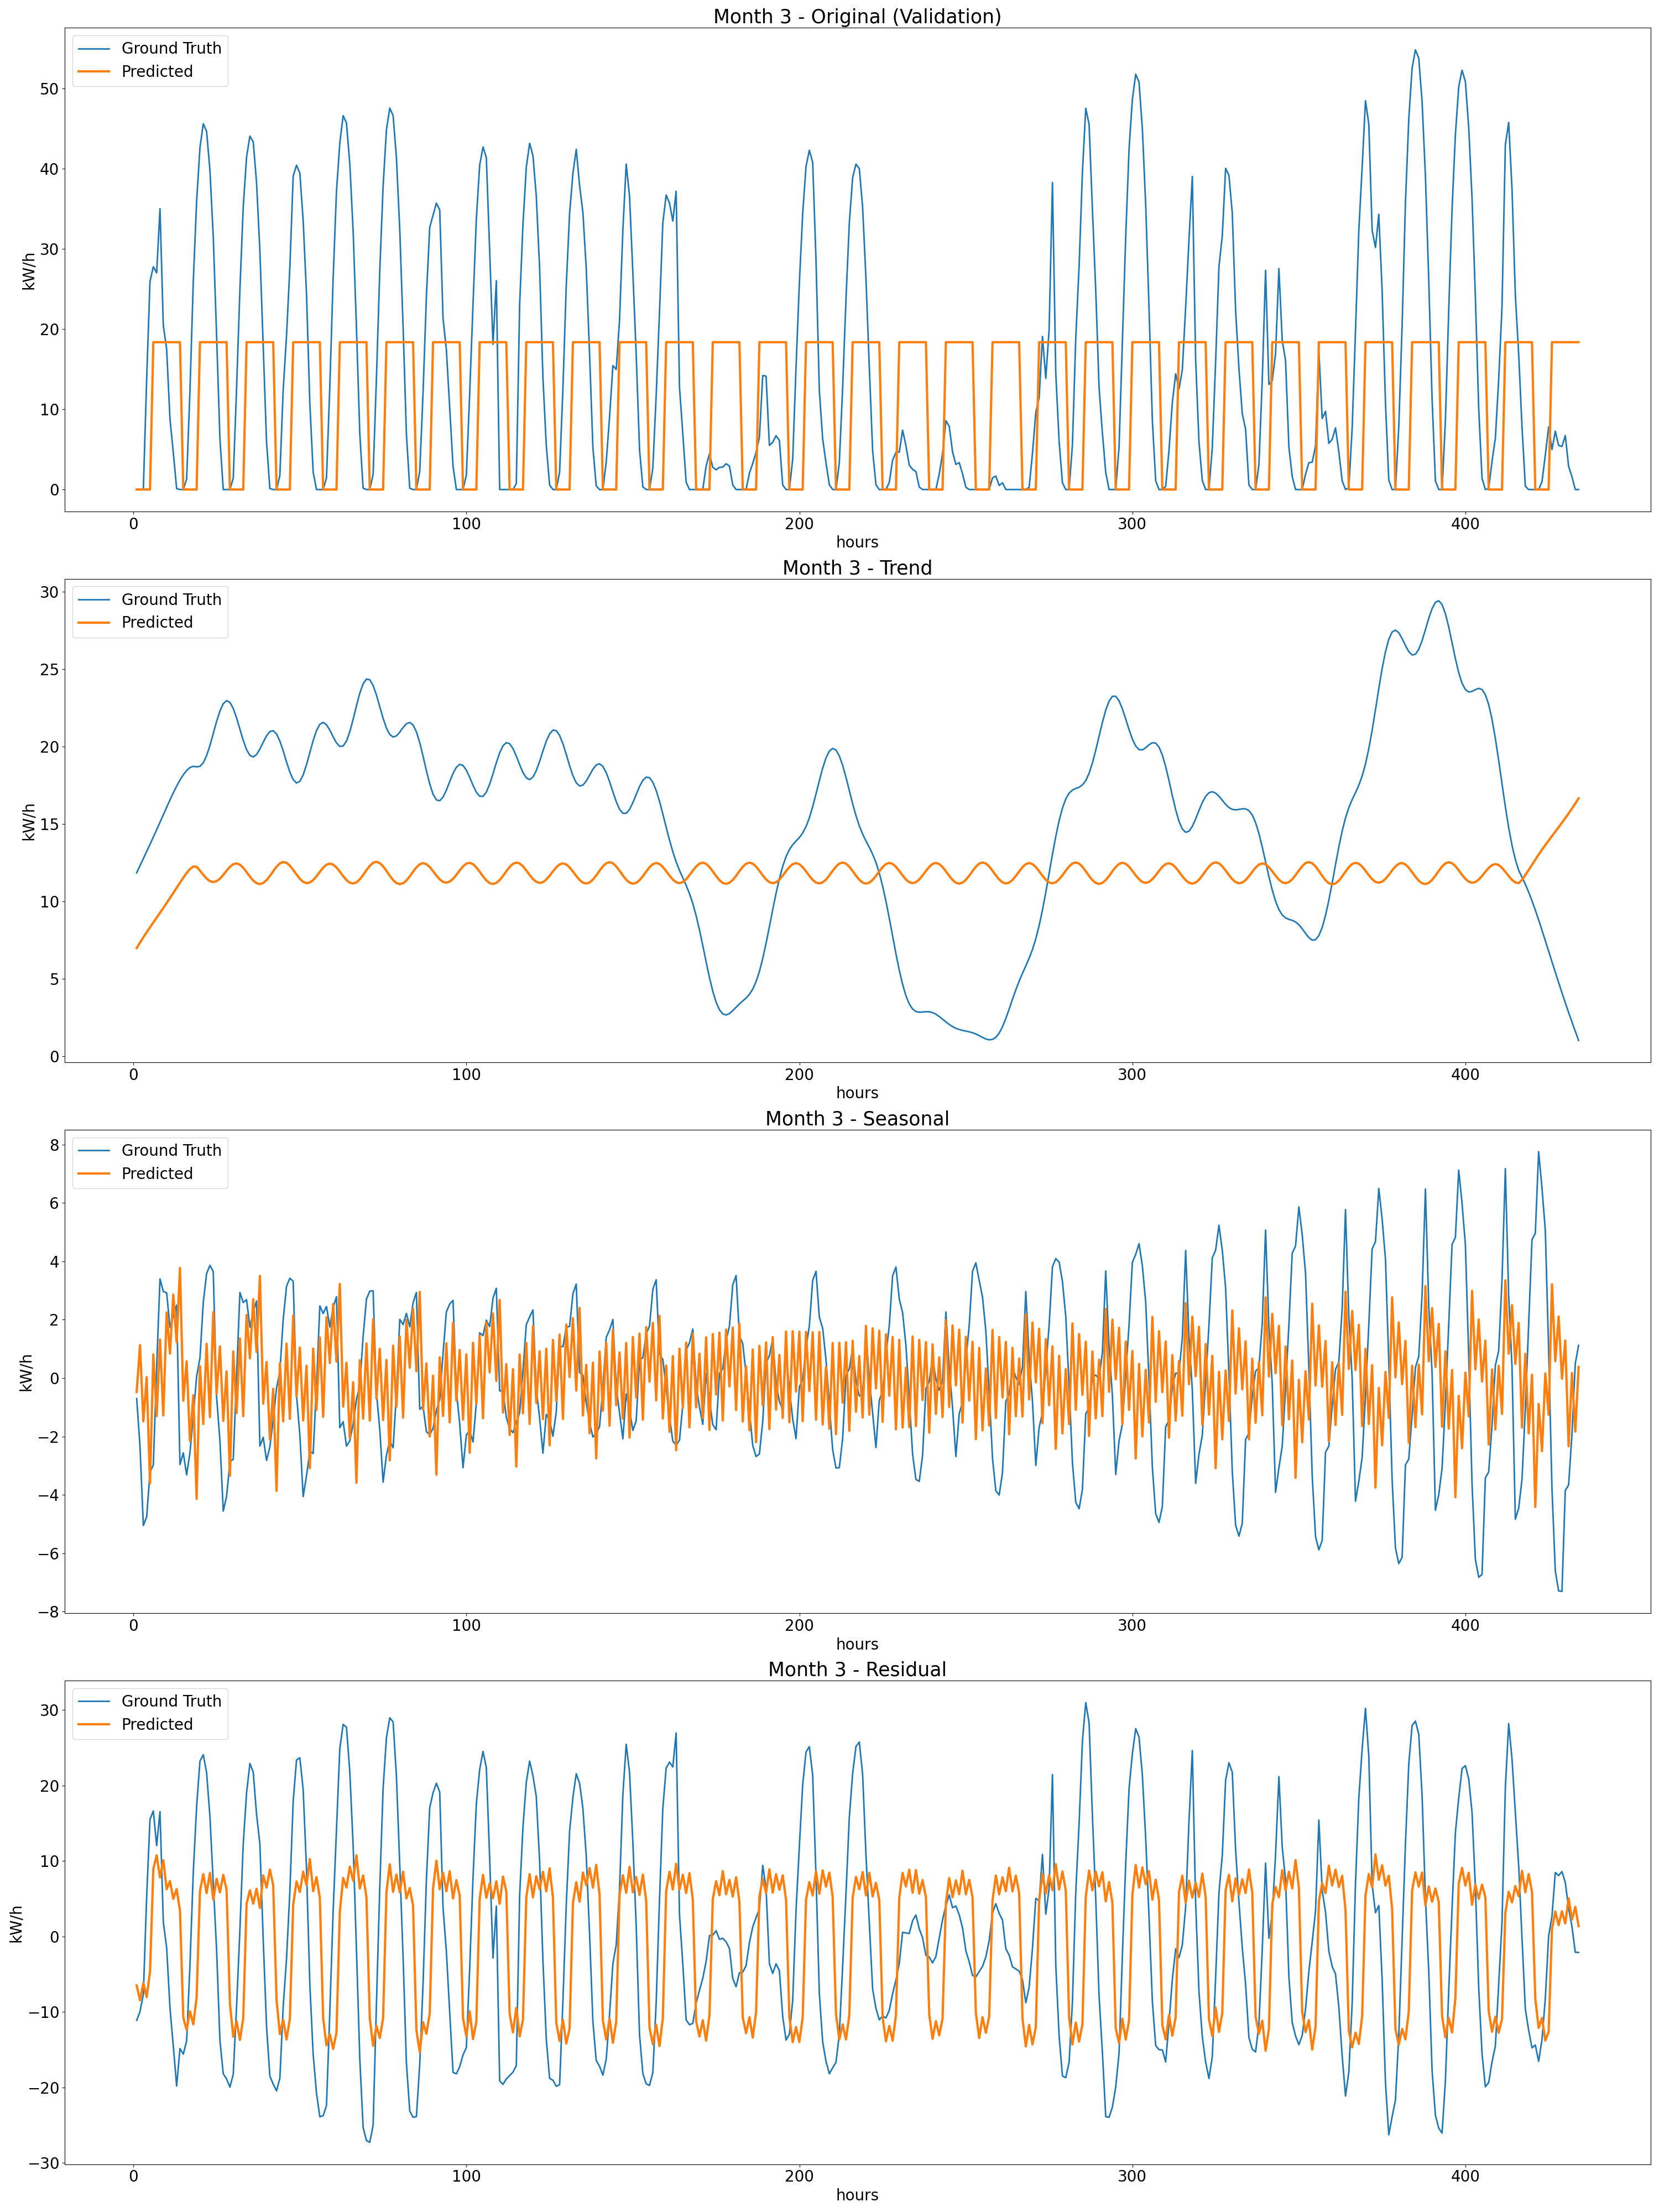 Month 3 - Original (Validation)
Ground Truth
Predicted
50
40
30
20
10
0
kW/h
0 100 200 300 400
hours
Month 3 - Trend
Ground Truth
Predicted
30
25
20
15
10
5
0
kW/h
0 100 200 300 400
hours
Month 3 - Seasonal
Ground Truth
Predicted
8
6
4
2
0
−2
−4
−6
−8
kW/h
0 100 200 300 400
hours
Month 3 - Residual
Ground Truth
Predicted
30
20
10
0
−10
−20
−30
kW/h
0 100 200 300 400
hours